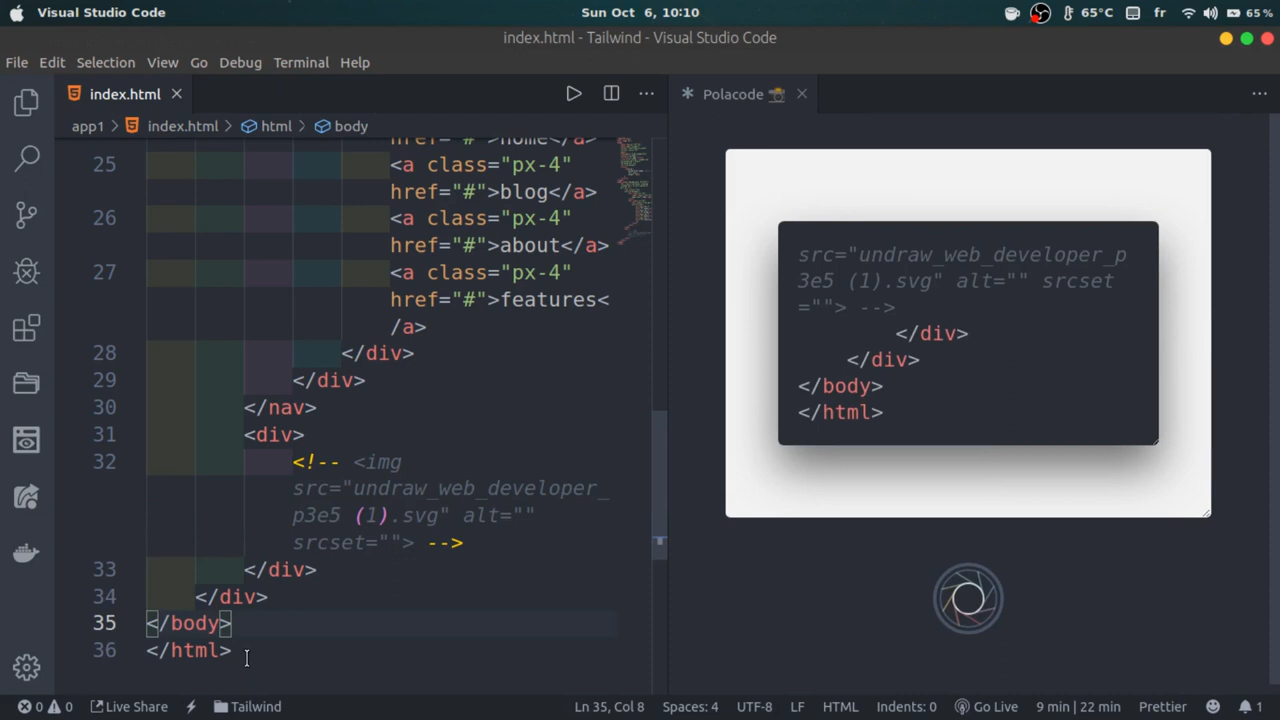 Visual Studio Code
Sun Oct 6, 10:10
65°C
fr
65%
index.html - Tailwind - Visual Studio Code
File Edit Selection View Go Debug Terminal Help
index.html
Polacode
app1 > index.html > html > body
href="#">home</a>
25 <a class="px-4"
href="#">blog</a>
26 <a class="px-4"
href="#">about</a>
27 <a class="px-4"
href="#">features<
/a>
28 </div>
29 </div>
30 </nav>
31 <div>
32 <!-- <img
src="undraw_web_developer_
p3e5 (1).svg" alt=""
srcset=""> -->
33 </div>
34 </div>
35 </body>
36 </html>
src="undraw_web_developer_p
3e5 (1).svg" alt="" srcset
=""> -->
</div>
</div>
</body>
</html>
0 0 Live Share Tailwind Ln 35, Col 8 Spaces: 4 UTF-8 LF HTML Indents: 0 Go Live 9 min | 22 min Prettier 1